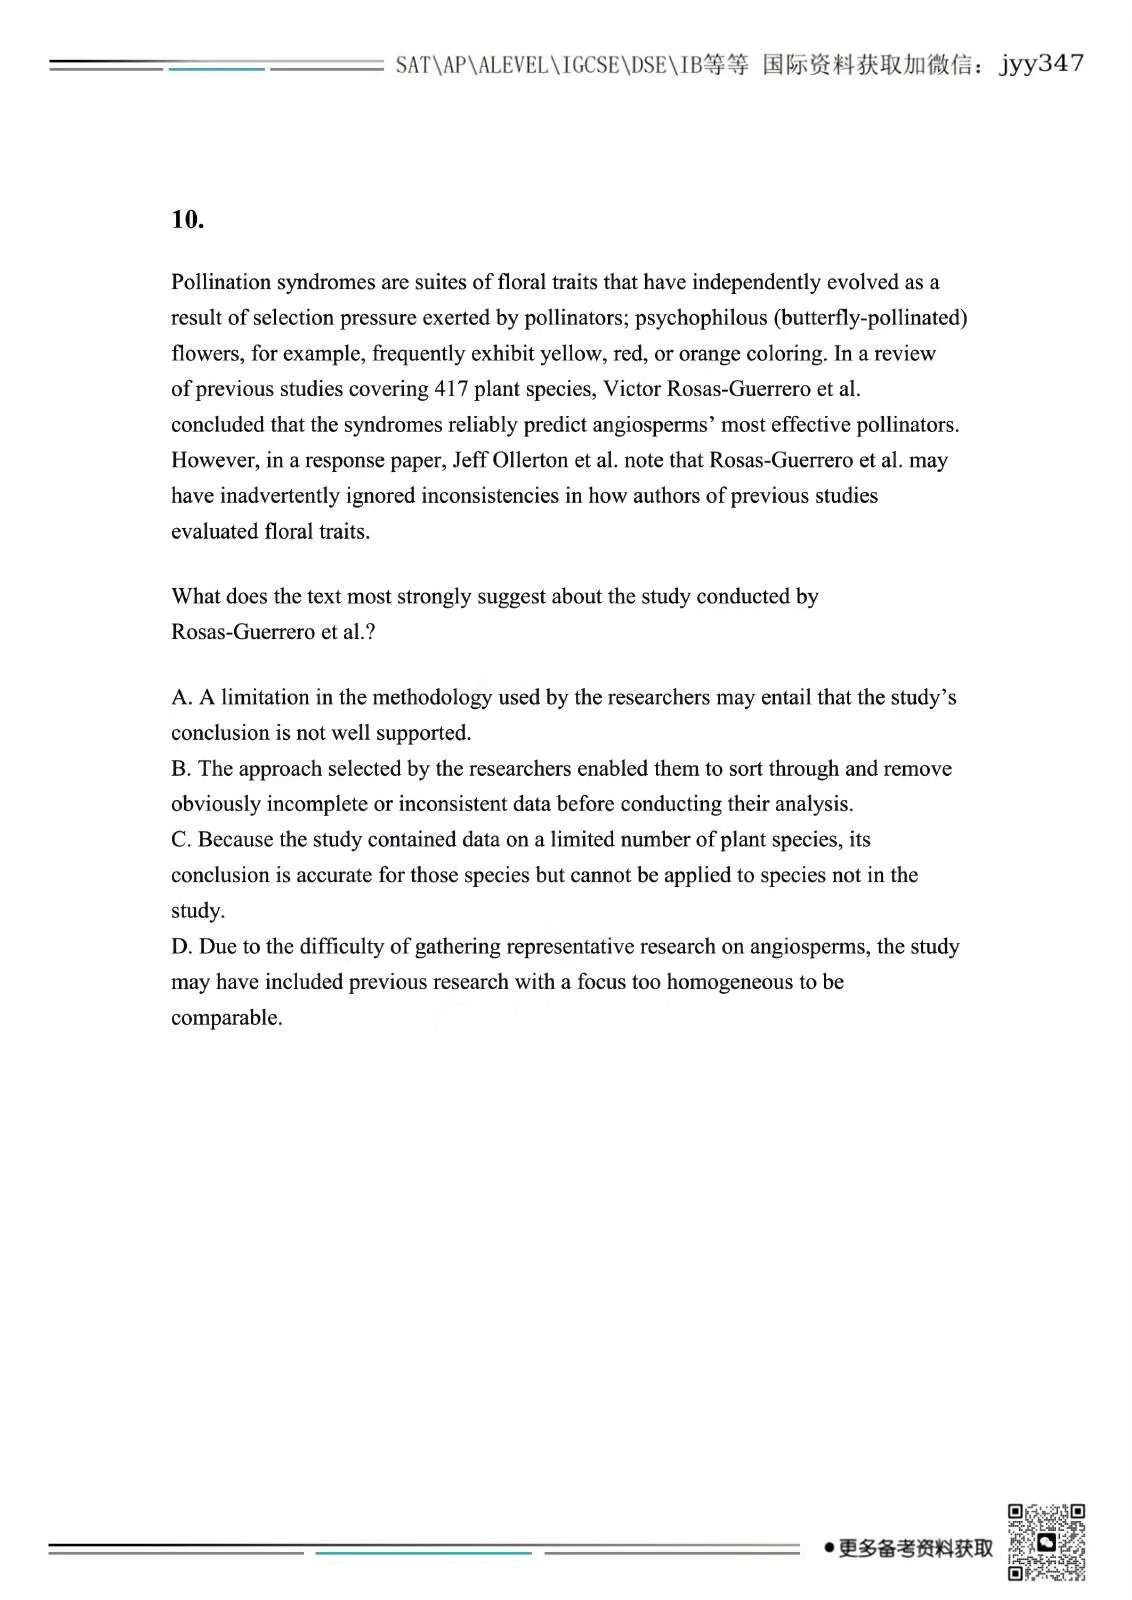 SAT\AP\ALEVEL\IGCSE\DSE\IB等等 国际资料获取加微信: jyy347
10.
Pollination syndromes are suites of floral traits that have independently evolved as a
result of selection pressure exerted by pollinators; psychophilous (butterfly-pollinated)
flowers, for example, frequently exhibit yellow, red, or orange coloring. In a review
of previous studies covering 417 plant species, Victor Rosas-Guerrero et al.
concluded that the syndromes reliably predict angiosperms’ most effective pollinators.
However, in a response paper, Jeff Ollerton et al. note that Rosas-Guerrero et al. may
have inadvertently ignored inconsistencies in how authors of previous studies
evaluated floral traits.
What does the text most strongly suggest about the study conducted by
Rosas-Guerrero et al.?
A. A limitation in the methodology used by the researchers may entail that the study’s
conclusion is not well supported.
B. The approach selected by the researchers enabled them to sort through and remove
obviously incomplete or inconsistent data before conducting their analysis.
C. Because the study contained data on a limited number of plant species, its
conclusion is accurate for those species but cannot be applied to species not in the
study.
D. Due to the difficulty of gathering representative research on angiosperms, the study
may have included previous research with a focus too homogeneous to be
comparable.
●更多备考资料获取